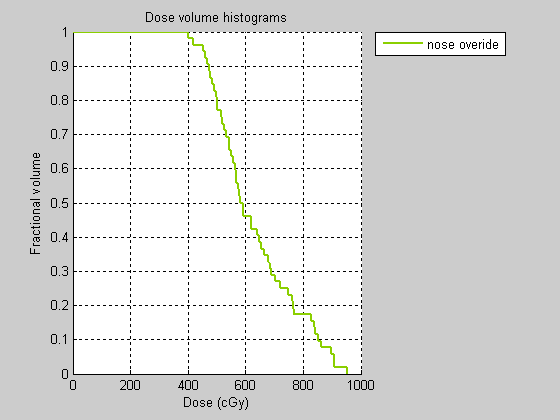 Dose volume histograms
nose overide
Fractional volume
1
0.9
0.8
0.7
0.6
0.5
0.4
0.3
0.2
0.1
0
0 200 400 600 800 1000
Dose (cGy)